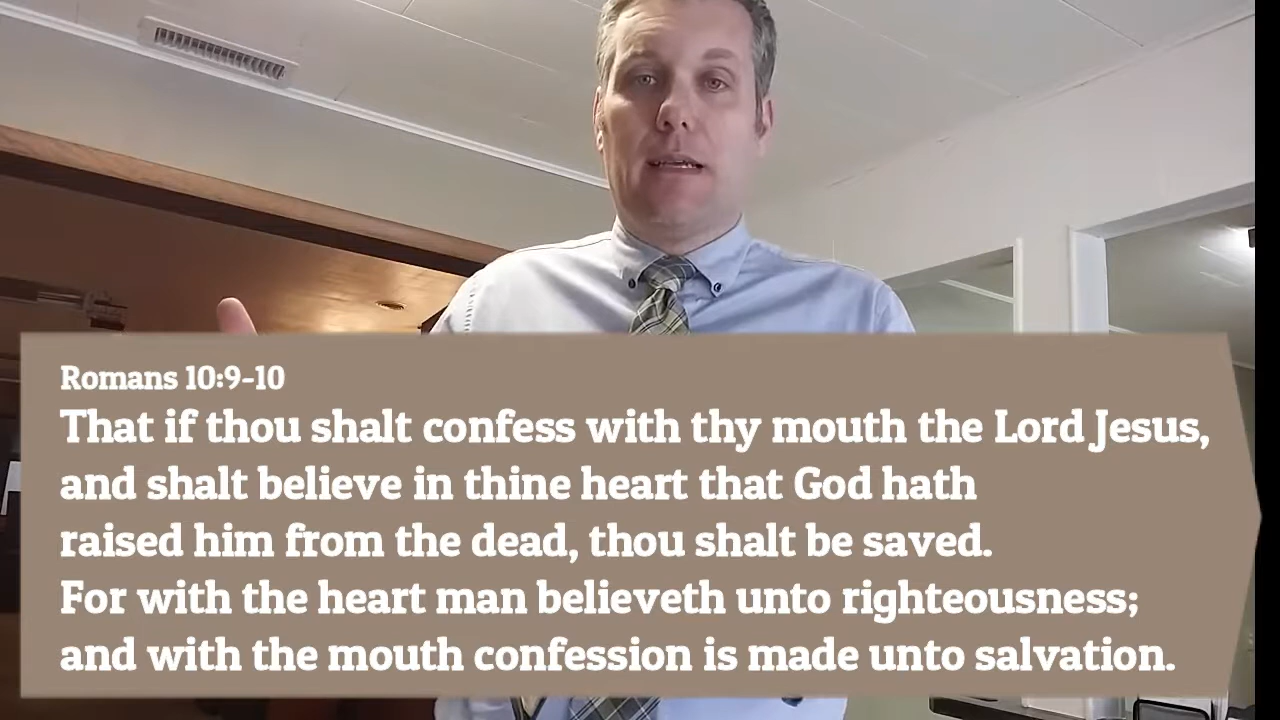 Romans 10:9-10
That if thou shalt confess with thy mouth the Lord Jesus,
and shalt believe in thine heart that God hath
raised him from the dead, thou shalt be saved.
For with the heart man believeth unto righteousness;
and with the mouth confession is made unto salvation.